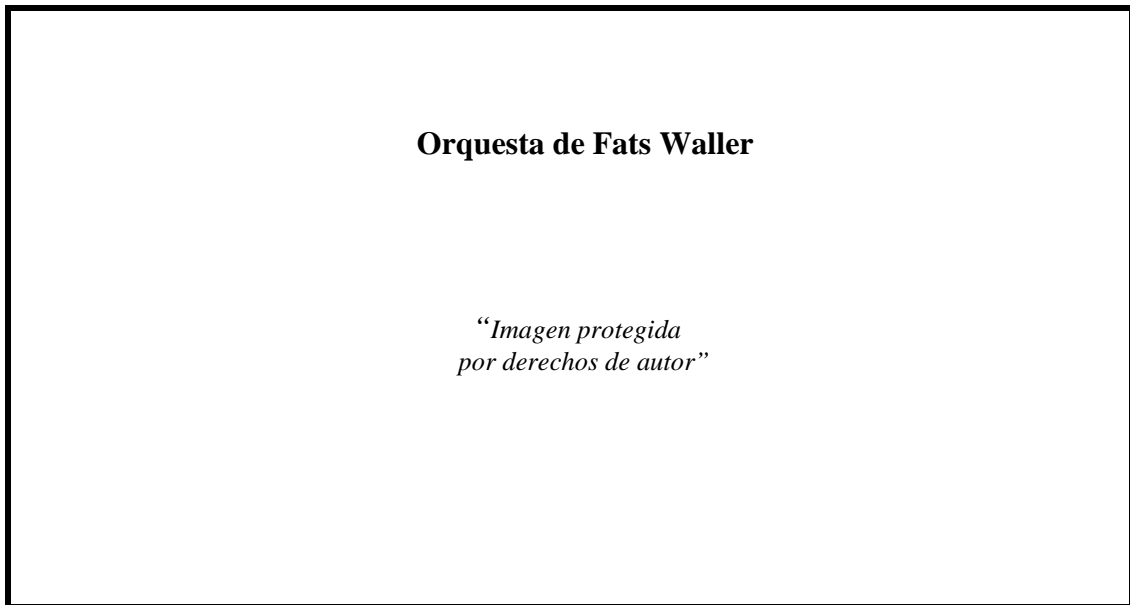 Orquesta de Fats Waller
“Imagen protegida
por derechos de autor”